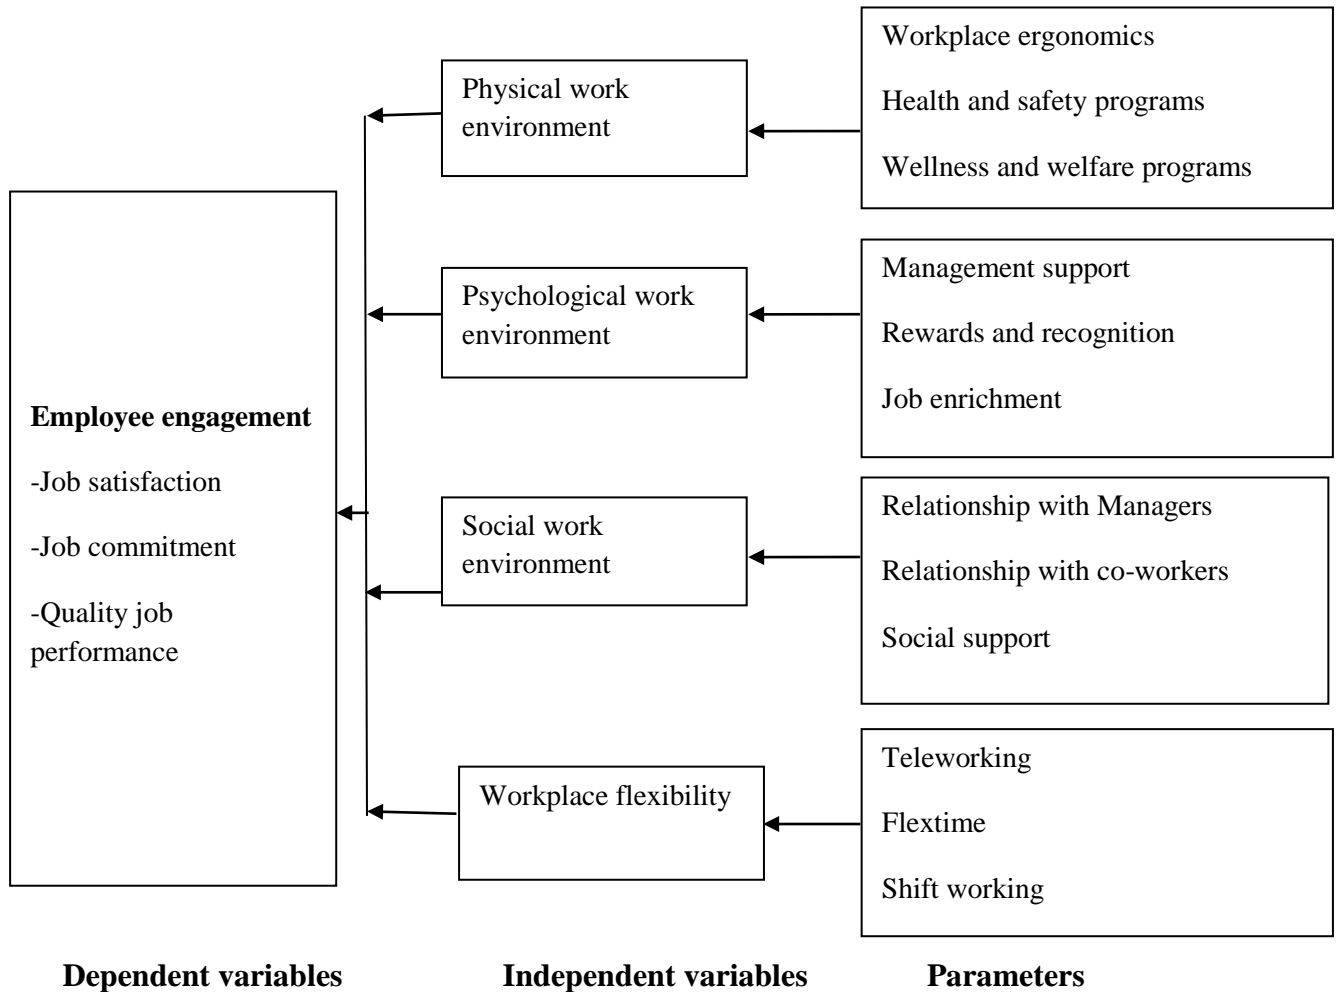 Workplace ergonomics
Health and safety programs
Wellness and welfare programs
Physical work
environment
Management support
Rewards and recognition
Job enrichment
Psychological work
environment
Employee engagement
-Job satisfaction
-Job commitment
-Quality job
performance
Relationship with Managers
Relationship with co-workers
Social support
Social work
environment
Teleworking
Flextime
Shift working
Workplace flexibility
Dependent variables
Independent variables
Parameters